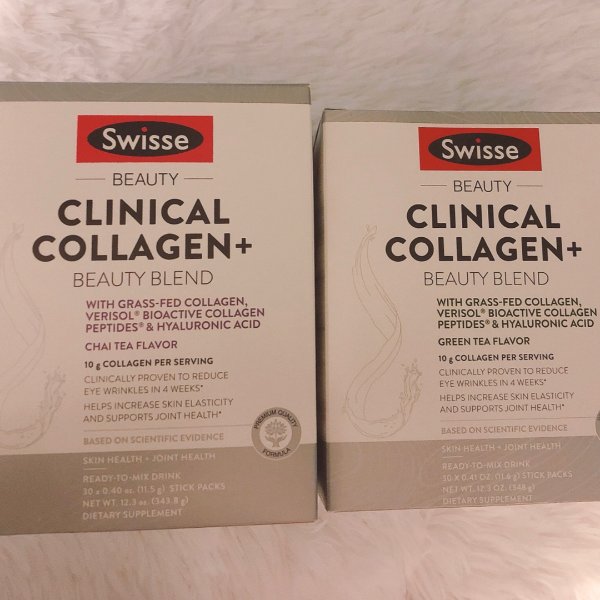 Swisse
BEAUTY
CLINICAL
COLLAGEN+
BEAUTY BLEND
WITH GRASS-FED COLLAGEN,
VERISOL® BIOACTIVE COLLAGEN
PEPTIDES® & HYALURONIC ACID
CHAI TEA FLAVOR
10 g COLLAGEN PER SERVING
CLINICALLY PROVEN TO REDUCE
EYE WRINKLES IN 4 WEEKS*
HELPS INCREASE SKIN ELASTICITY
AND SUPPORTS JOINT HEALTH*
BASED ON SCIENTIFIC EVIDENCE
PREMIUM QUALITY
FORMULA
SKIN HEALTH + JOINT HEALTH
READY-TO-MIX DRINK
30 x 0.40 oz. (11.5 g) STICK PACKS
NET WT. 12.3 oz. (343.8 g)
DIETARY SUPPLEMENT
Swisse
BEAUTY
CLINICAL
COLLAGEN+
BEAUTY BLEND
WITH GRASS-FED COLLAGEN,
VERISOL® BIOACTIVE COLLAGEN
PEPTIDES® & HYALURONIC ACID
GREEN TEA FLAVOR
10 g COLLAGEN PER SERVING
CLINICALLY PROVEN TO REDUCE
EYE WRINKLES IN 4 WEEKS*
HELPS INCREASE SKIN ELASTICITY
AND SUPPORTS JOINT HEALTH*
BASED ON SCIENTIFIC EVIDENCE
SKIN HEALTH + JOINT HEALTH
READY-TO-MIX DRINK
30 X 0.41 OZ. (11.6 g) STICK PACKS
NET WT. 12.3 OZ. (348 g)
DIETARY SUPPLEMENT